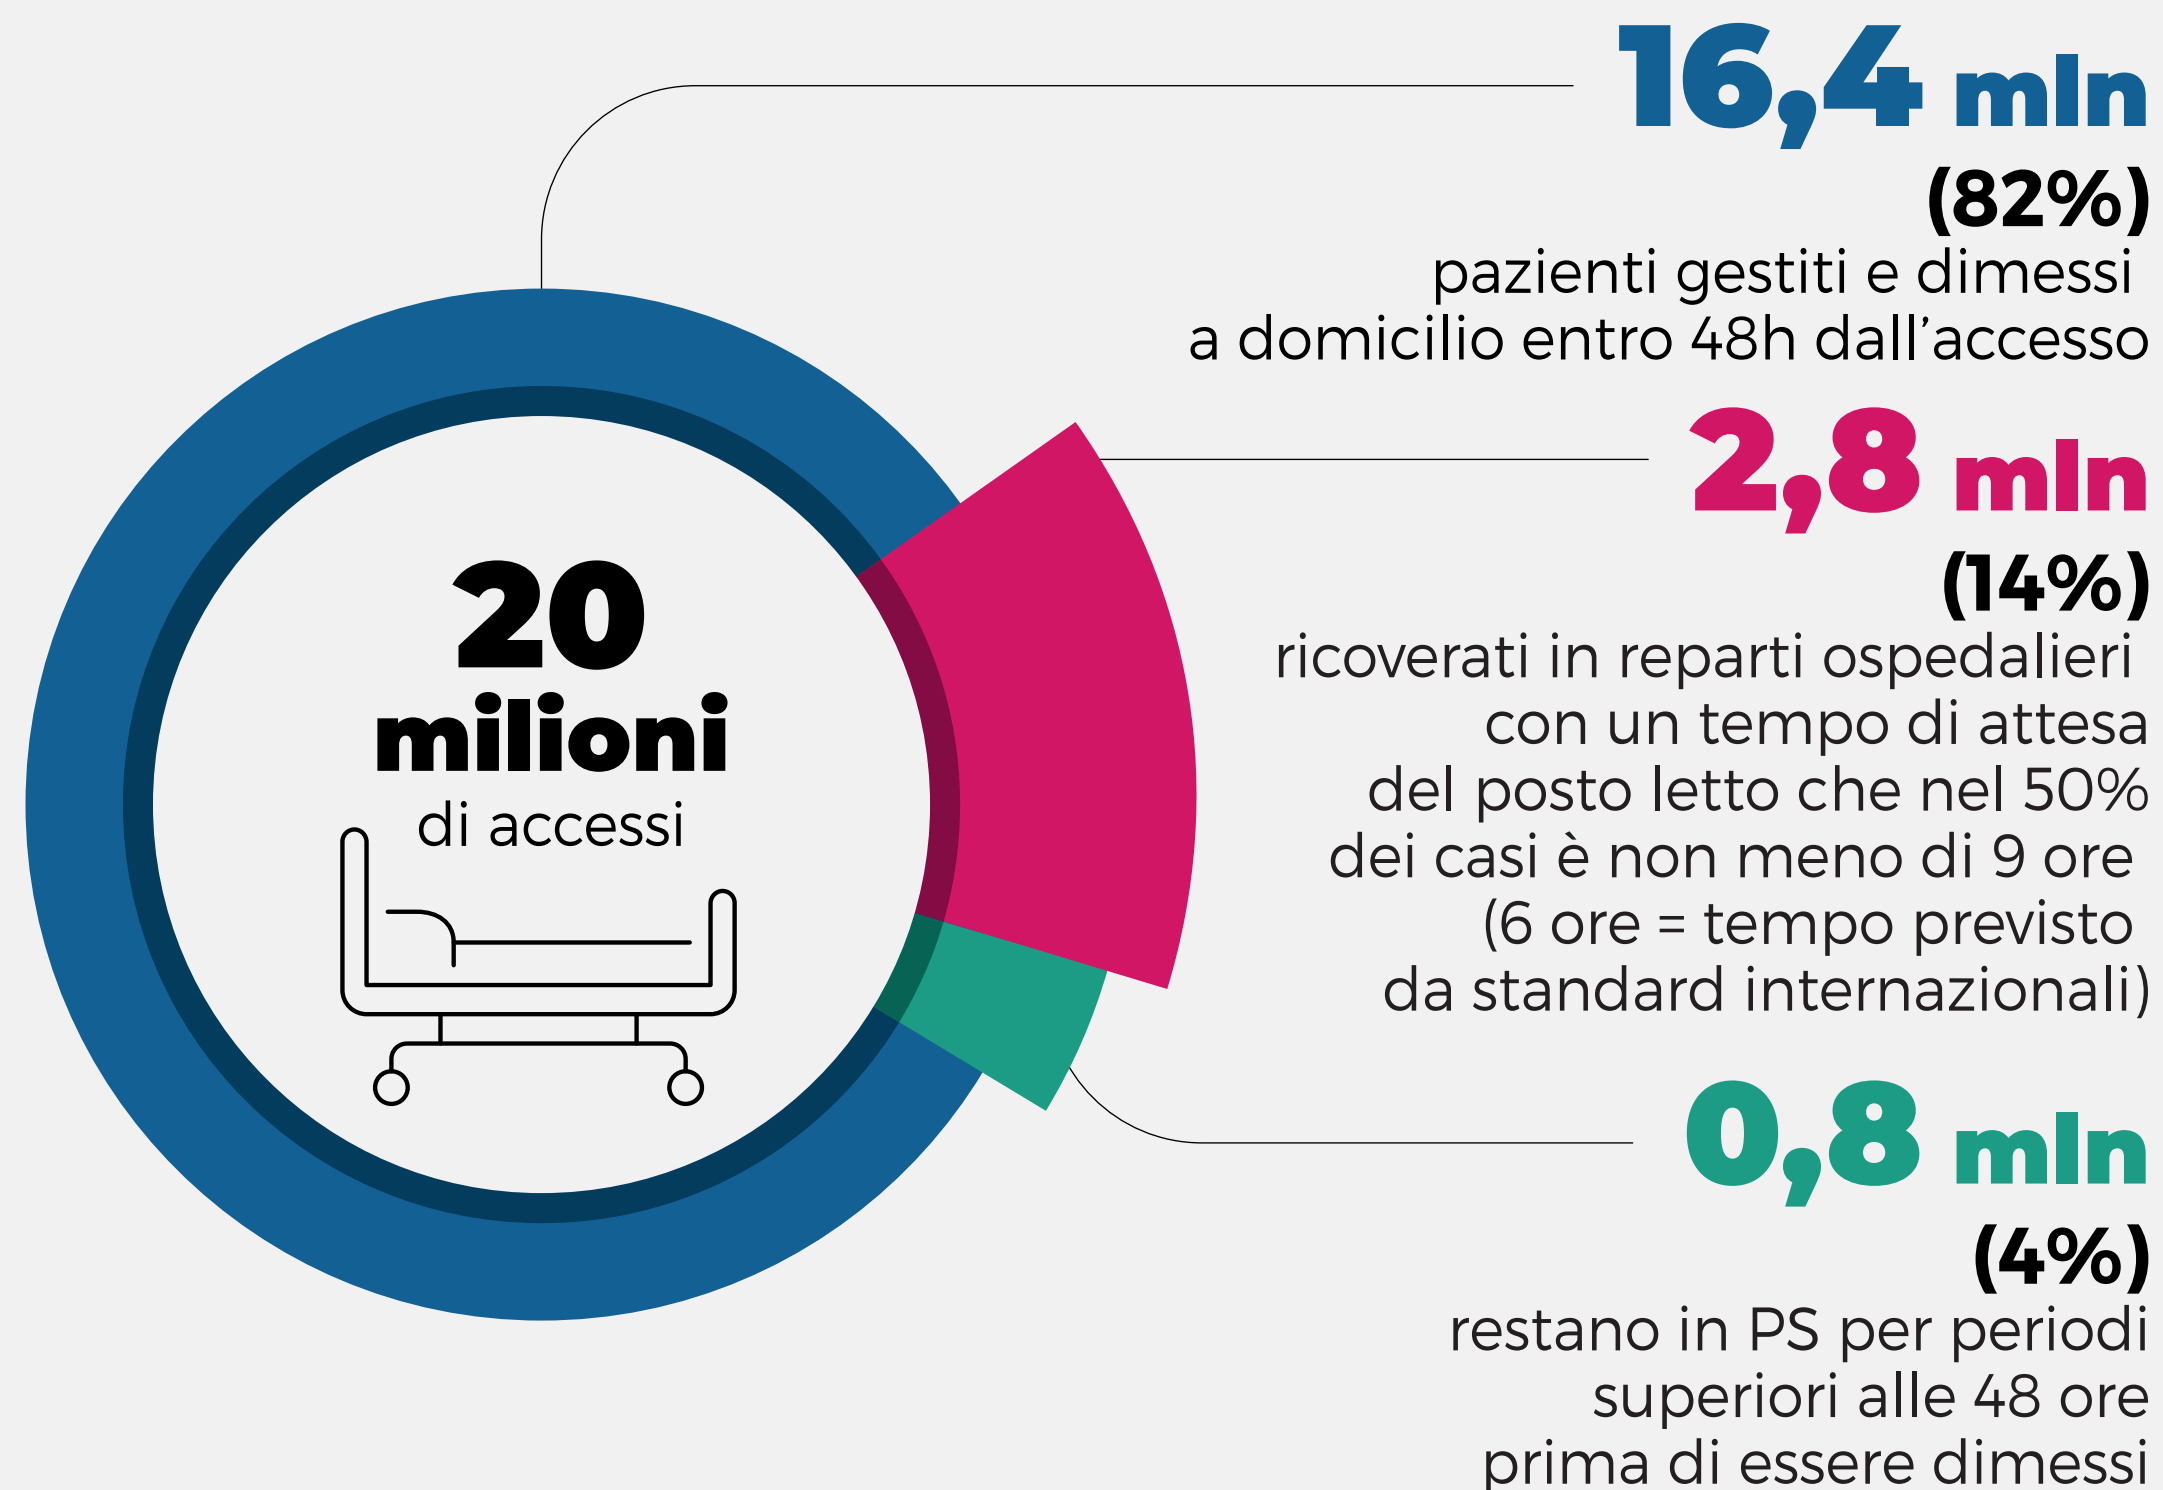 16,4 mln
(82%)
pazienti gestiti e dimessi
a domicilio entro 48h dall’accesso
2,8 mln
(14%)
ricoverati in reparti ospedalieri
con un tempo di attesa
del posto letto che nel 50%
dei casi è non meno di 9 ore
(6 ore = tempo previsto
da standard internazionali)
0,8 mln
(4%)
restano in PS per periodi
superiori alle 48 ore
prima di essere dimessi
20
milioni
di accessi